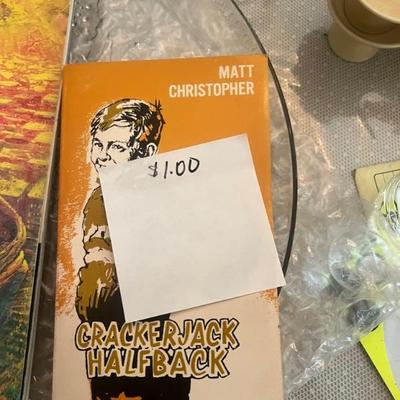 MATT
CHRISTOPHER
$1.00
CRACKERJACK
HALFBACK